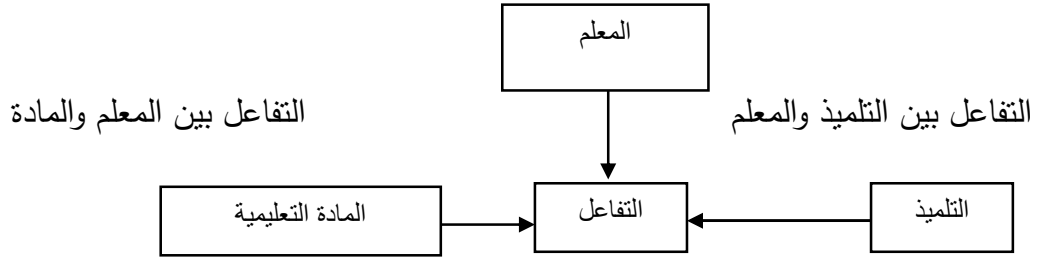 المعلم
التفاعل بين التلميذ والمعلم
التفاعل بين المعلم والمادة
التلميذ
التفاعل
المادة التعليمية